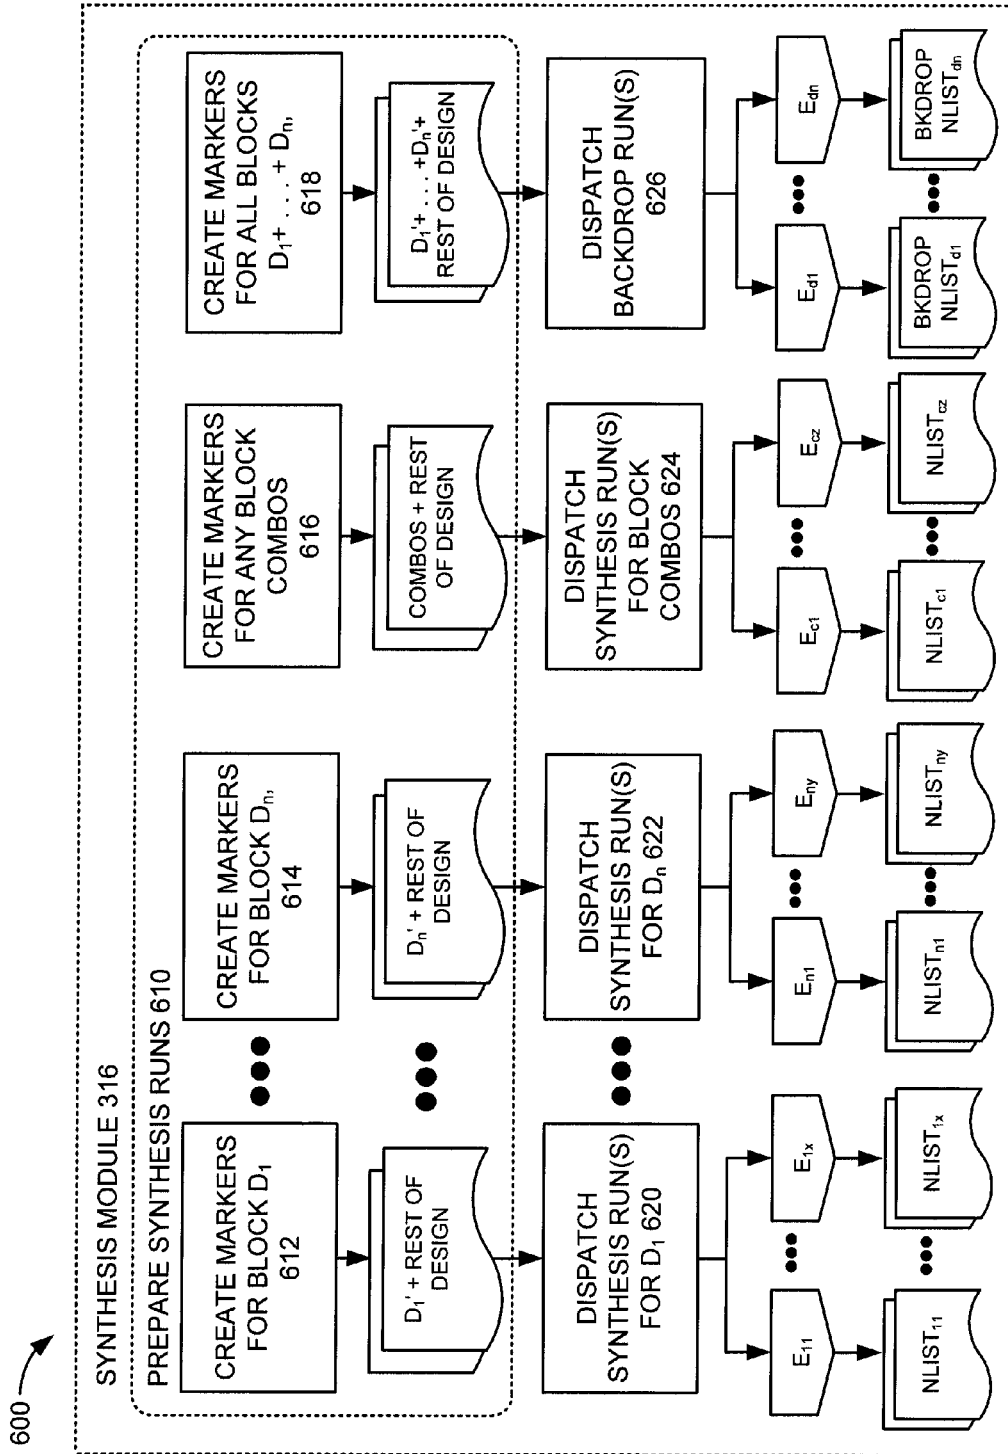 600
SYNTHESIS MODULE 316
PREPARE SYNTHESIS RUNS 610
CREATE MARKERS
FOR BLOCK D₁
612
CREATE MARKERS
FOR BLOCK Dₙ,
614
CREATE MARKERS
FOR ANY BLOCK
COMBOS
616
CREATE MARKERS
FOR ALL BLOCKS
D₁+ . . . + Dₙ,
618
D₁' + REST OF
DESIGN
Dₙ' + REST OF
DESIGN
COMBOS + REST
OF DESIGN
D₁'+ . . . +Dₙ'+
REST OF DESIGN
DISPATCH
SYNTHESIS RUN(S)
FOR D₁ 620
DISPATCH
SYNTHESIS RUN(S)
FOR Dₙ 622
DISPATCH
SYNTHESIS RUN(S)
FOR BLOCK
COMBOS 624
DISPATCH
BACKDROP RUN(S)
626
E₁₁
E₁ₓ
Eₙ₁
Eny
Ec1
Ecz
Ed1
Edn
NLIST₁₁
NLIST₁ₓ
NLISTₙ₁
NLISTny
NLISTc1
NLISTcz
BKDROP
NLISTd1
BKDROP
NLISTdn